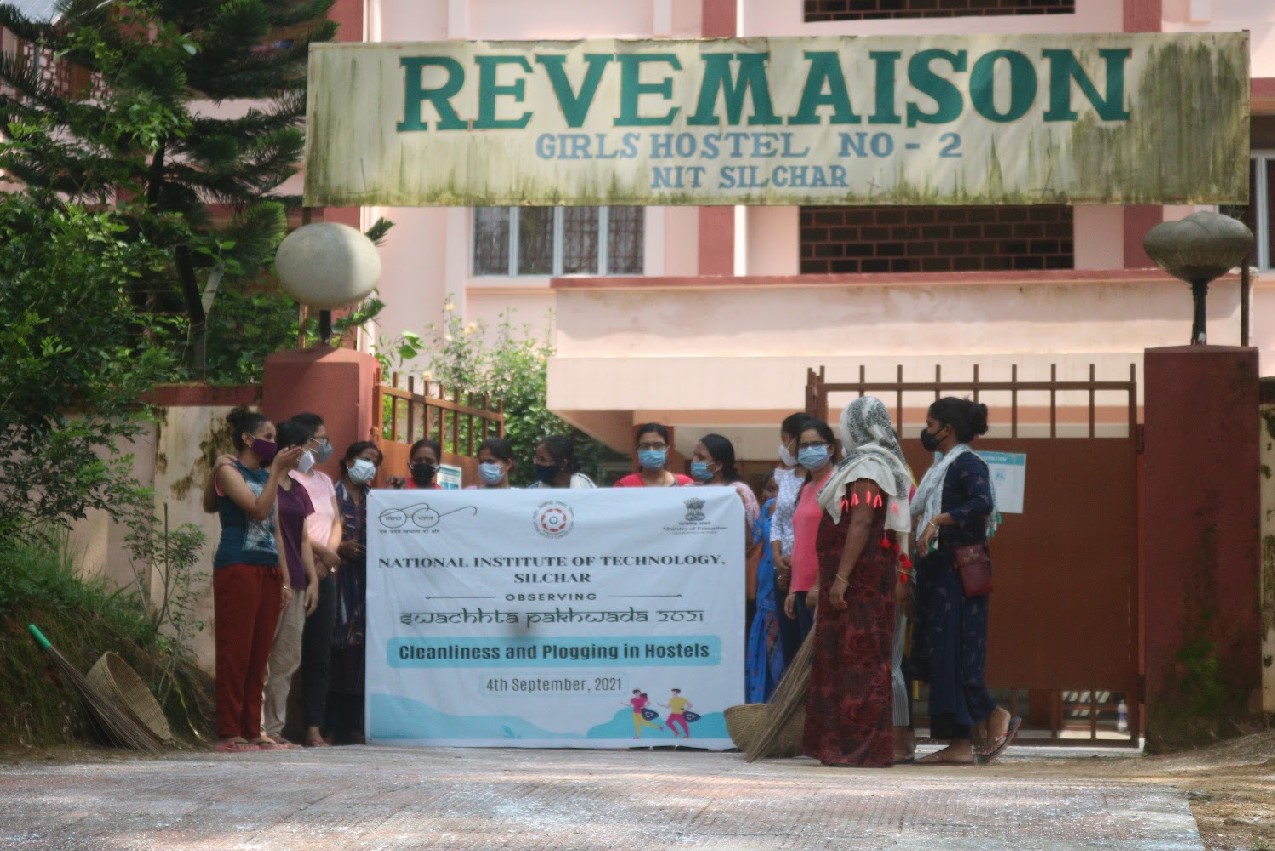 REVEMAISON
GIRLS HOSTEL NO - 2
NIT SILCHAR
NATIONAL INSTITUTE OF TECHNOLOGY,
SILCHAR
OBSERVING
Swachhta Pakhwada 2021
Cleanliness and Plogging in Hostels
4th September, 2021